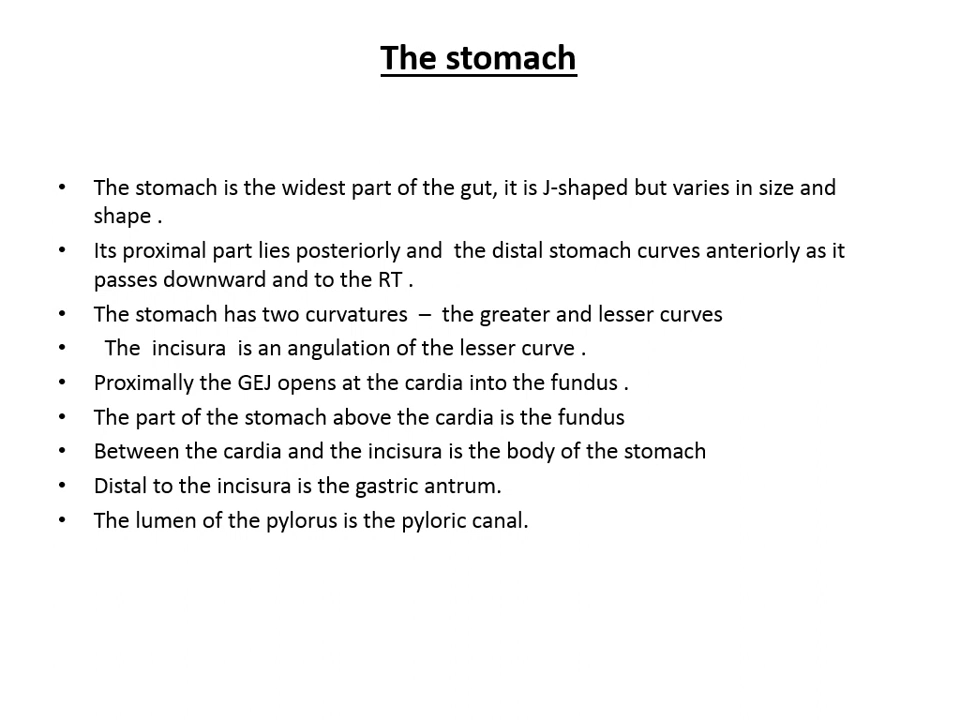 The stomach
• The stomach is the widest part of the gut, it is J-shaped but varies in size and
shape .
• Its proximal part lies posteriorly and  the distal stomach curves anteriorly as it
passes downward and to the RT .
• The stomach has two curvatures  –  the greater and lesser curves
•   The  incisura  is an angulation of the lesser curve .
• Proximally the GEJ opens at the cardia into the fundus .
• The part of the stomach above the cardia is the fundus
• Between the cardia and the incisura is the body of the stomach
• Distal to the incisura is the gastric antrum.
• The lumen of the pylorus is the pyloric canal.